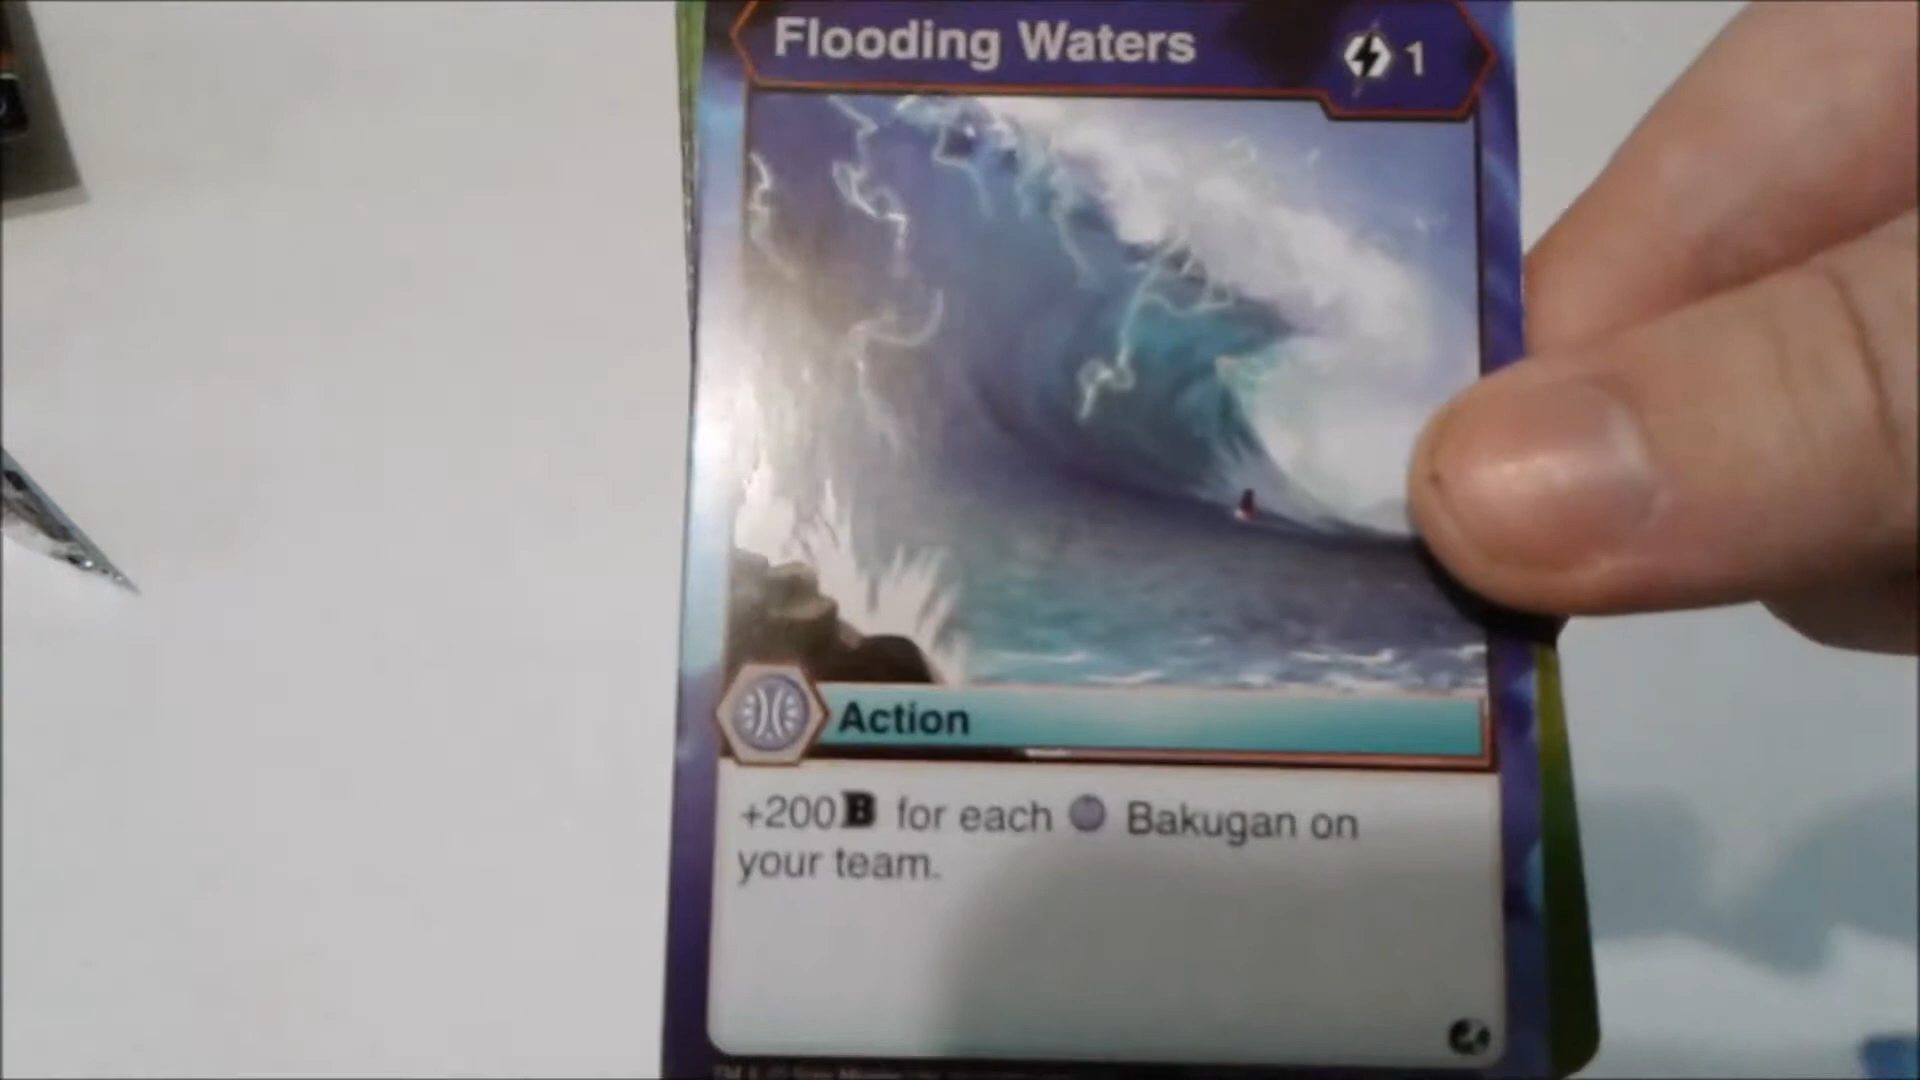 Flooding Waters
1
Action
+200B for each Bakugan on
your team.